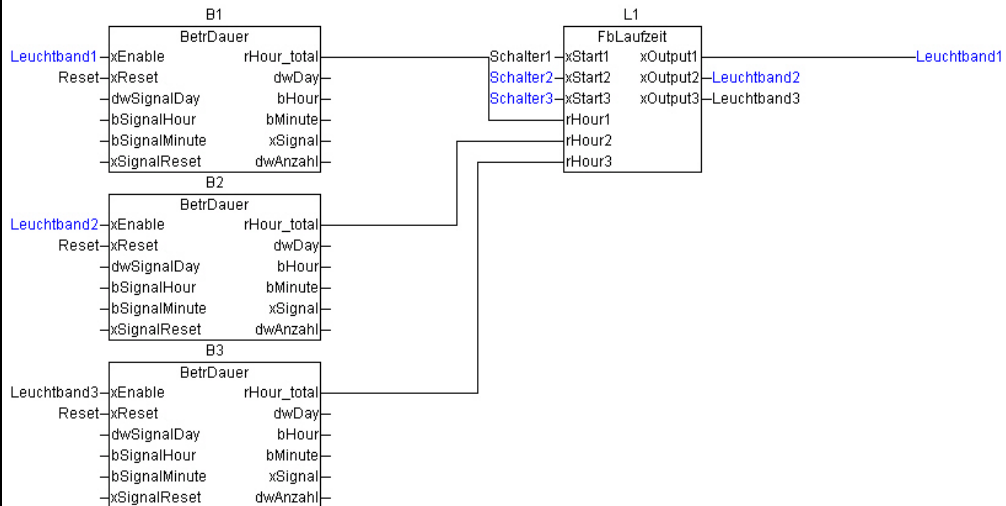 B1
BetrDauer
Leuchtband1 xEnable rHour_total
Reset xReset dwDay
dwSignalDay bHour
bSignalHour bMinute
bSignalMinute xSignal
xSignalReset dwAnzahl
L1
FbLaufzeit
Schalter1 xStart1 xOutput1 Leuchtband1
Schalter2 xStart2 xOutput2 Leuchtband2
Schalter3 xStart3 xOutput3 Leuchtband3
rHour1
rHour2
rHour3
B2
BetrDauer
Leuchtband2 xEnable rHour_total
Reset xReset dwDay
dwSignalDay bHour
bSignalHour bMinute
bSignalMinute xSignal
xSignalReset dwAnzahl
B3
BetrDauer
Leuchtband3 xEnable rHour_total
Reset xReset dwDay
dwSignalDay bHour
bSignalHour bMinute
bSignalMinute xSignal
xSignalReset dwAnzahl